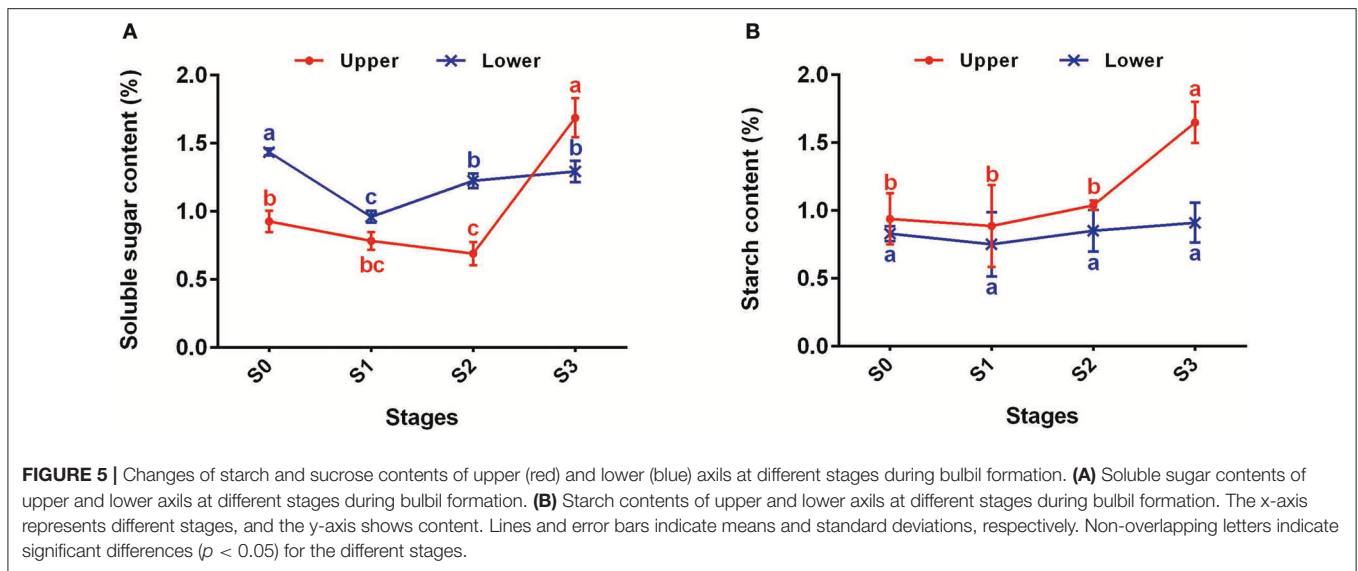 A
Upper Lower
Soluble sugar content (%)
2.0
1.5
1.0
0.5
0.0
a
b
c
bc
b
c
a
b
S0 S1 S2 S3
Stages
B
Upper Lower
Starch content (%)
2.0
1.5
1.0
0.5
0.0
b
a
b
a
b
a
a
a
S0 S1 S2 S3
Stages
FIGURE 5 | Changes of starch and sucrose contents of upper (red) and lower (blue) axils at different stages during bulbil formation. (A) Soluble sugar contents of
upper and lower axils at different stages during bulbil formation. (B) Starch contents of upper and lower axils at different stages during bulbil formation. The x-axis
represents different stages, and the y-axis shows content. Lines and error bars indicate means and standard deviations, respectively. Non-overlapping letters indicate
significant differences (p < 0.05) for the different stages.